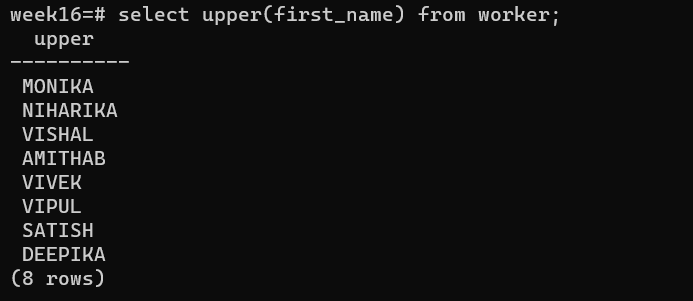 week16=# select upper(first_name) from worker;
upper
----------
MONIKA
NIHARIKA
VISHAL
AMITHAB
VIVEK
VIPUL
SATISH
DEEPIKA
(8 rows)